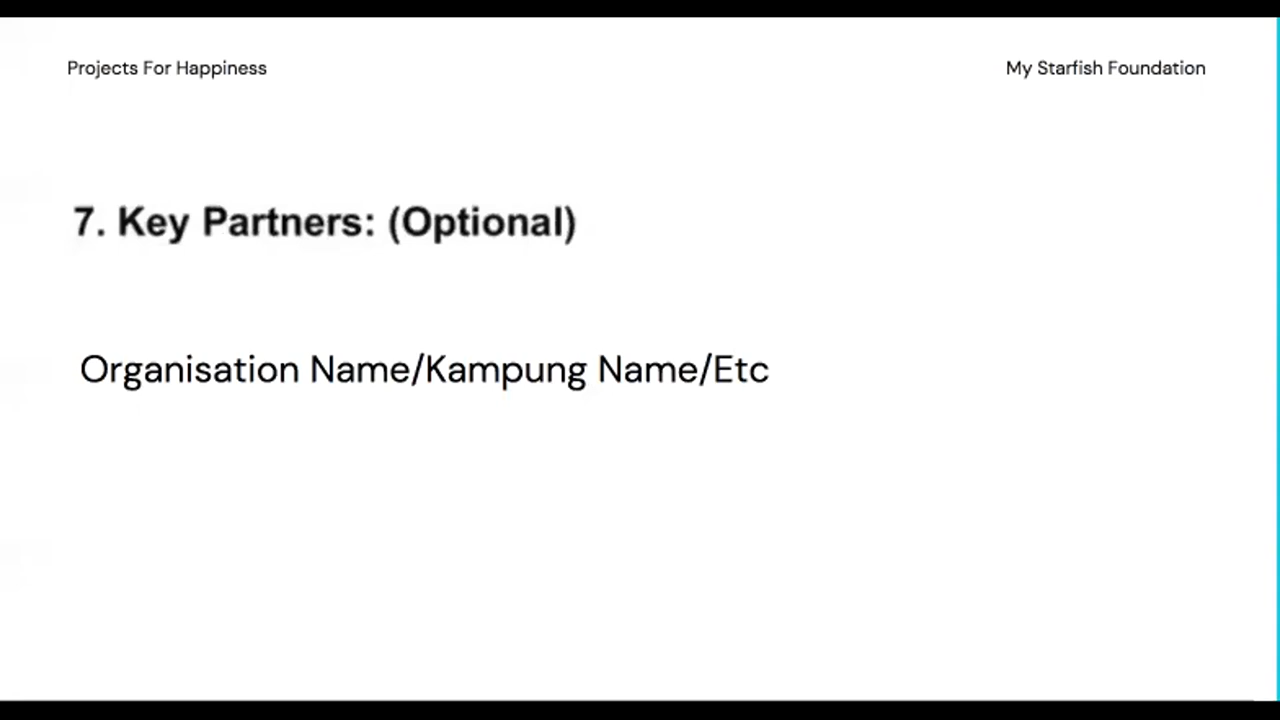 Projects For Happiness
My Starfish Foundation
7. Key Partners: (Optional)
Organisation Name/Kampung Name/Etc